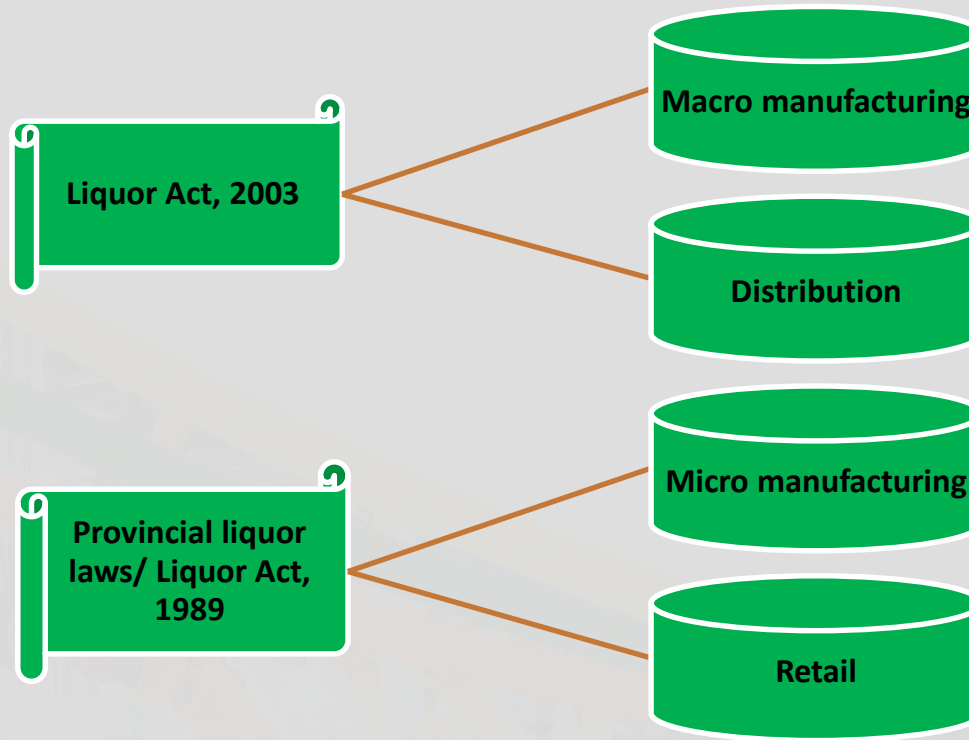 Liquor Act, 2003
Macro manufacturing
Distribution
Provincial liquor
laws/ Liquor Act,
1989
Micro manufacturing
Retail